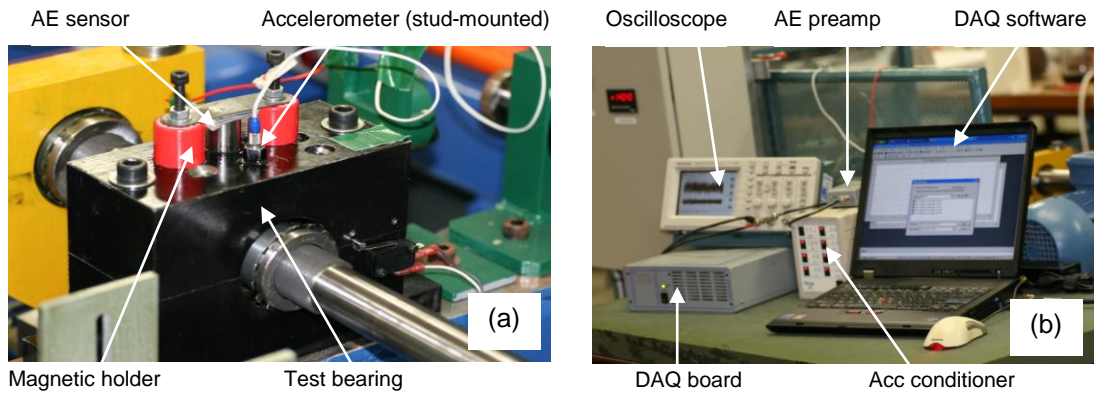 AE sensor
Accelerometer (stud-mounted)
Oscilloscope
AE preamp
DAQ software
(a)
(b)
Magnetic holder
Test bearing
DAQ board
Acc conditioner